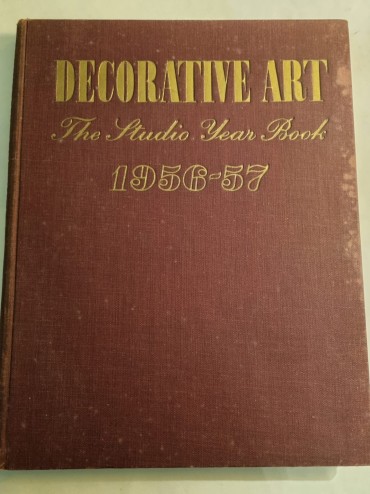 DECORATIVE ART
The Studio Year Book
1956-57